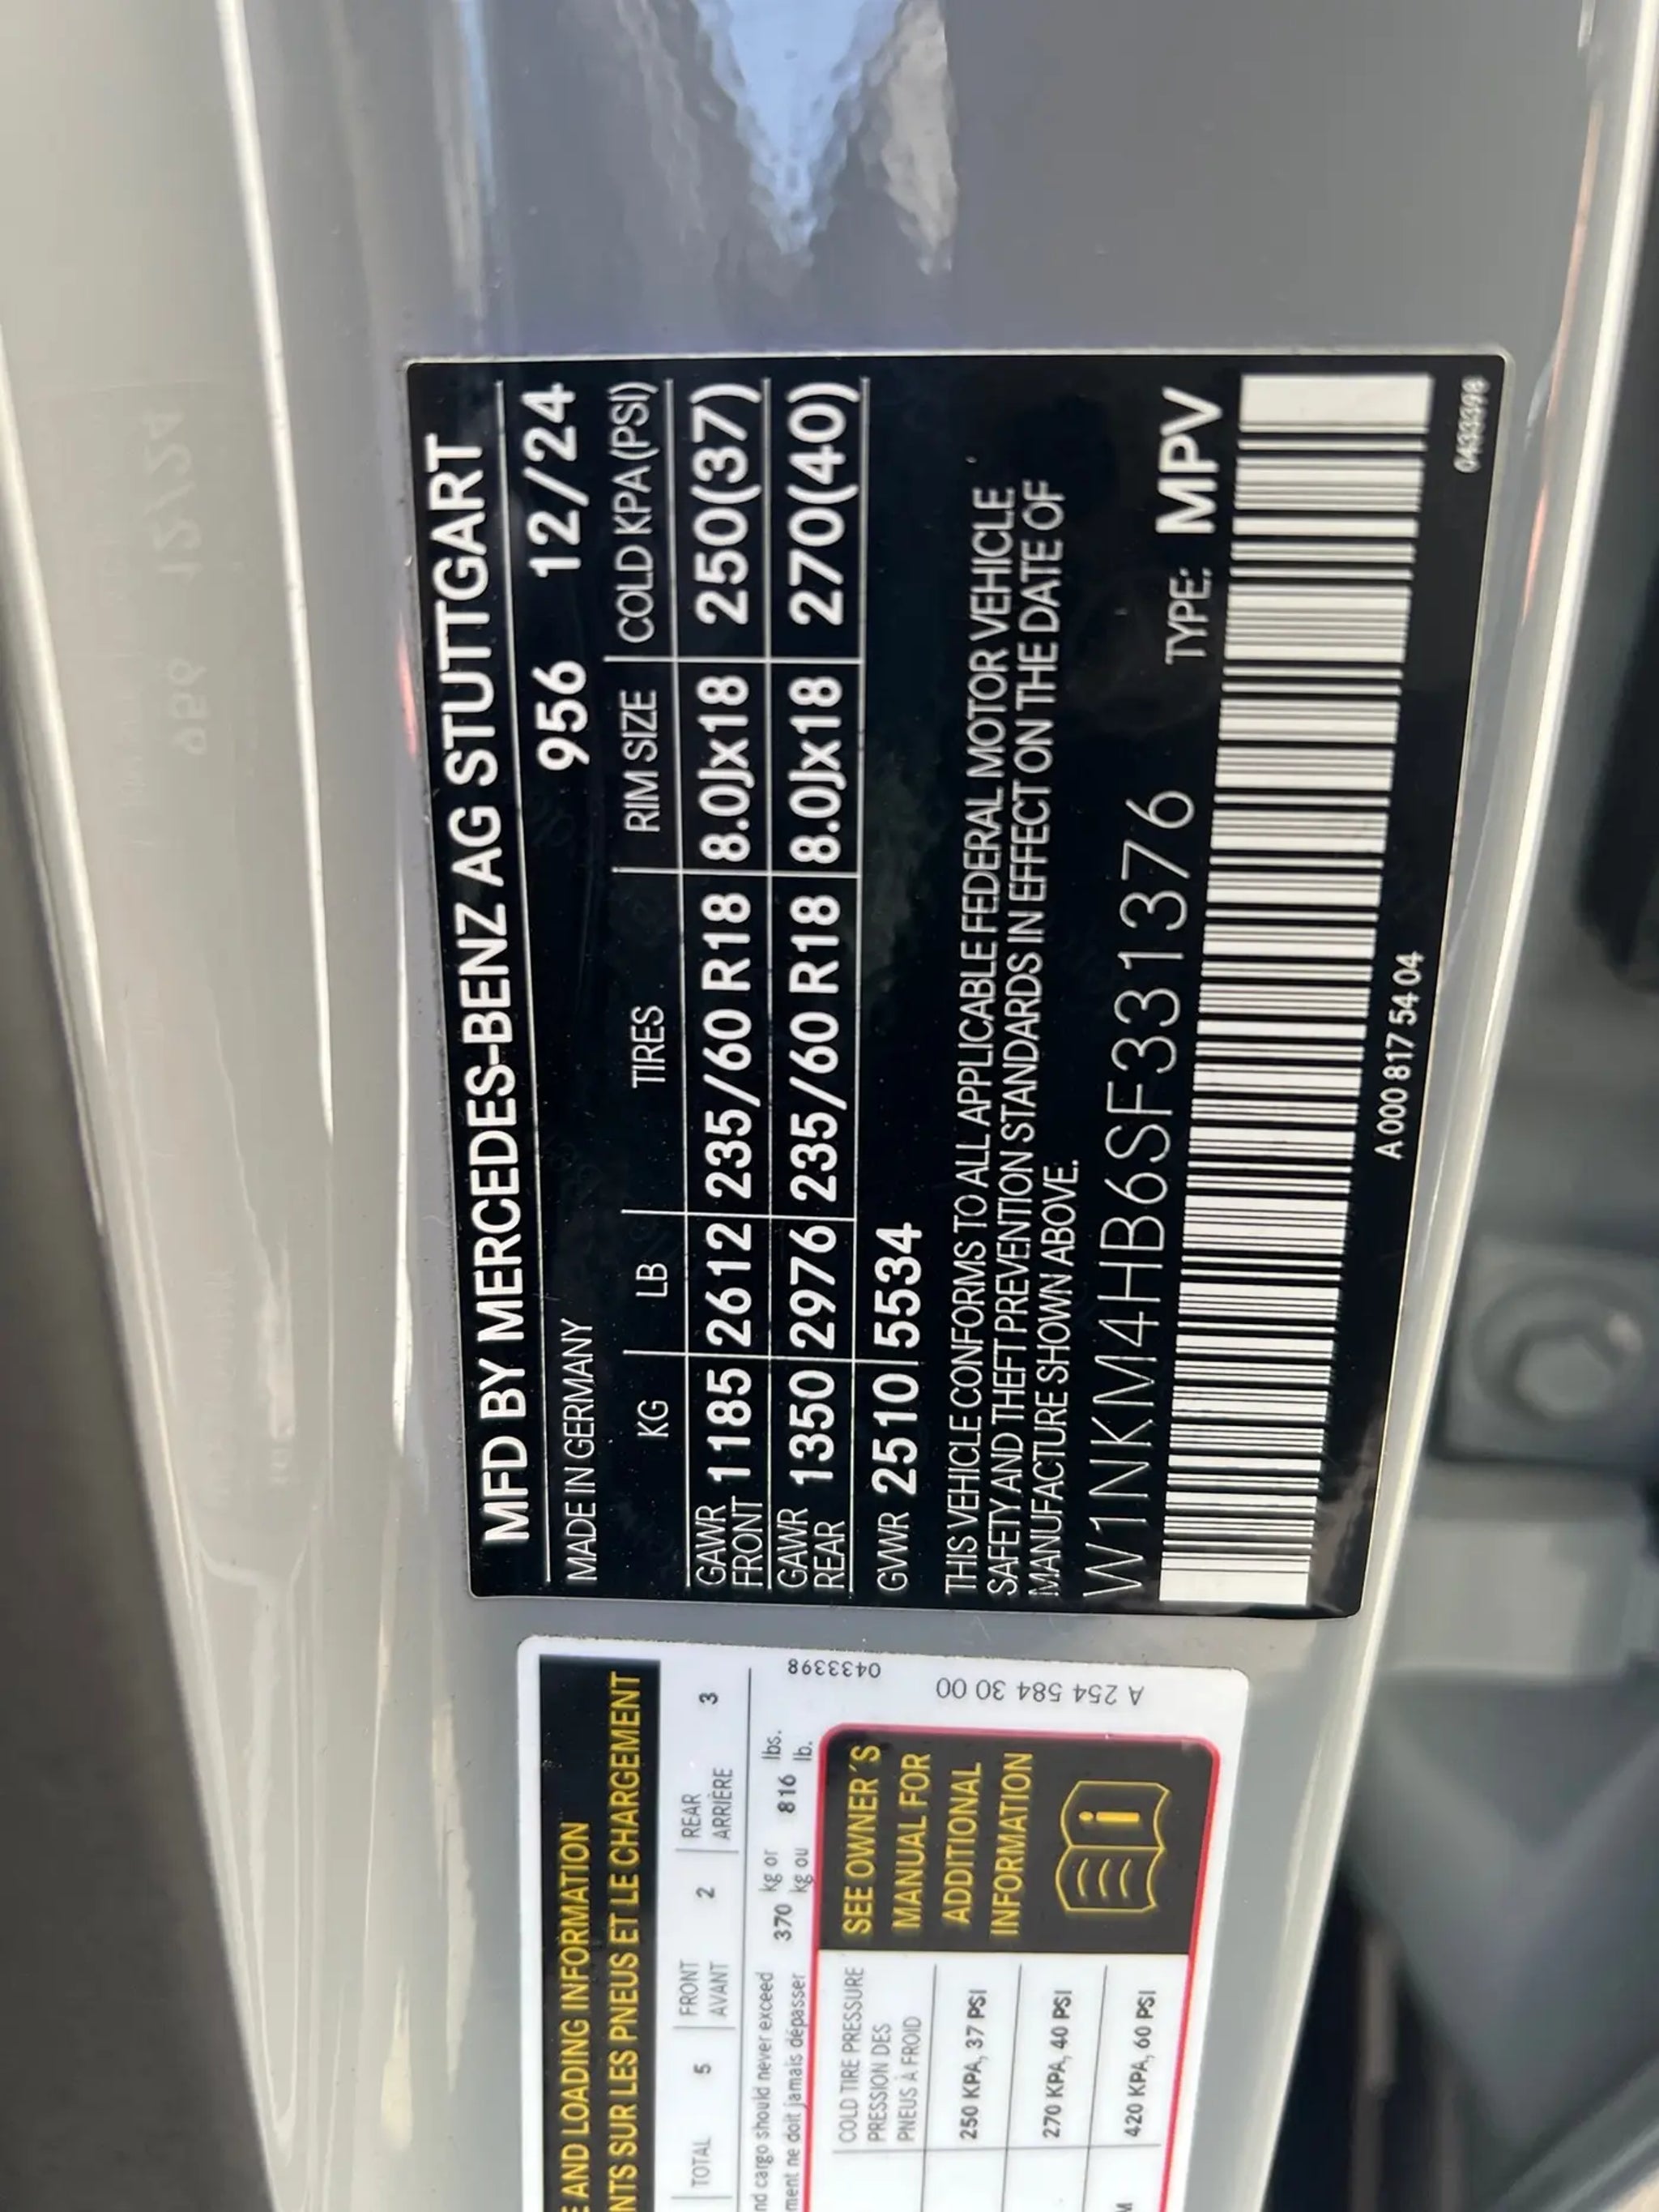 MFD BY MERCEDES-BENZ AG STUTTGART
956 12/24
MADE IN GERMANY
KG LB TIRES RIM SIZE COLD KPA (PSI)
GAWR FRONT 1185 2612 235/60 R18 8.0Jx18 250(37)
GAWR REAR 1350 2976 235/60 R18 8.0Jx18 270(40)
GVWR 2510 5534
THIS VEHICLE CONFORMS TO ALL APPLICABLE FEDERAL MOTOR VEHICLE
SAFETY AND THEFT PREVENTION STANDARDS IN EFFECT ON THE DATE OF
MANUFACTURE SHOWN ABOVE.
W1NKM4HB6SF331376 TYPE: MPV
A 000 817 54 04
0433398
AND LOADING INFORMATION
SUR LES PNEUS ET LE CHARGEMENT
TOTAL 5 FRONT 2 REAR 3
AVANT ARRIÈRE
cargo should never exceed 370 kg or 816 lbs.
ne doit jamais dépasser kg ou lb.
COLD TIRE PRESSURE
PRESSION DES
PNEUS À FROID
250 KPA, 37 PSI
270 KPA, 40 PSI
420 KPA, 60 PSI
SEE OWNER´S
MANUAL FOR
ADDITIONAL
INFORMATION
0433398
A 254 584 30 00